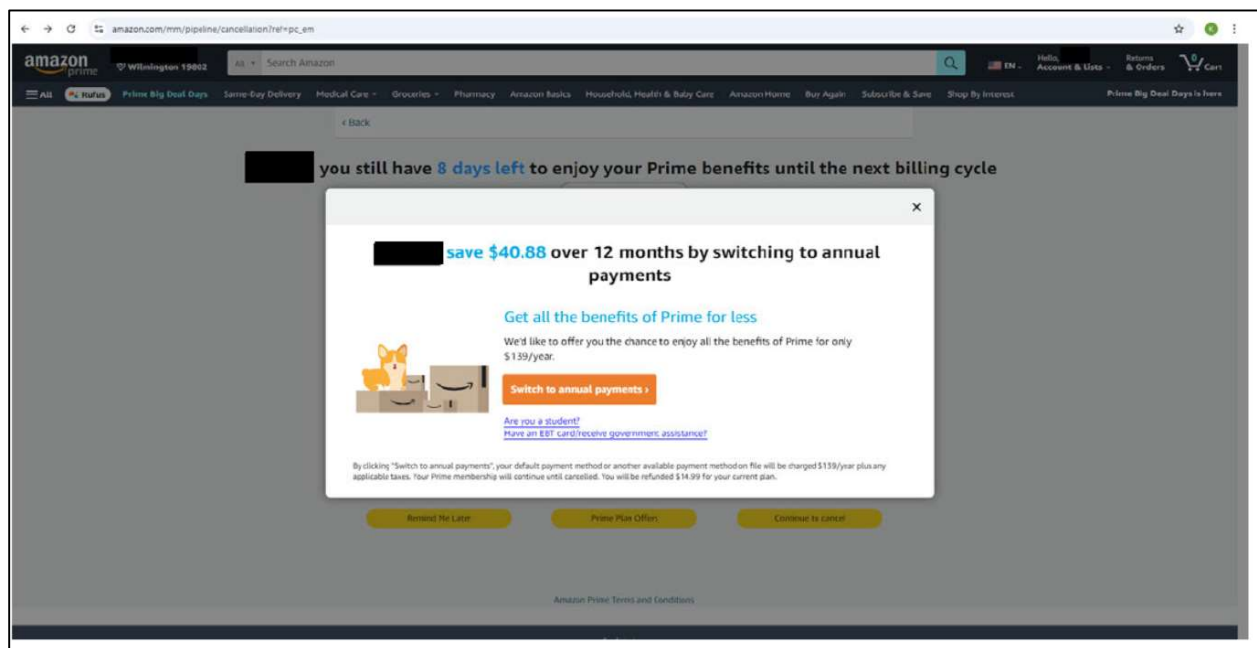 amazon.com/mm/pipeline/cancellation?ref=pc_em
amazon prime
Wilmington 19802
All
Search Amazon
EN
Hello,
Account & Lists
Returns
& Orders
0
Cart
All
Rufus
Prime Big Deal Days
Same-Day Delivery
Medical Care
Groceries
Pharmacy
Amazon Basics
Household, Health & Baby Care
Amazon Home
Buy Again
Subscribe & Save
Shop By Interest
Prime Big Deal Days is here
‹ Back
you still have 8 days left to enjoy your Prime benefits until the next billing cycle
×
save $40.88 over 12 months by switching to annual
payments
Get all the benefits of Prime for less
We'd like to offer you the chance to enjoy all the benefits of Prime for only
$139/year.
Switch to annual payments ›
Are you a student?
Have an EBT card/receive government assistance?
By clicking "Switch to annual payments", your default payment method or another available payment method on file will be charged $139/year plus any
applicable taxes. Your Prime membership will continue until cancelled. You will be refunded $14.99 for your current plan.
Remind Me Later
Prime Plan Offers
Continue to cancel
Amazon Prime Terms and Conditions